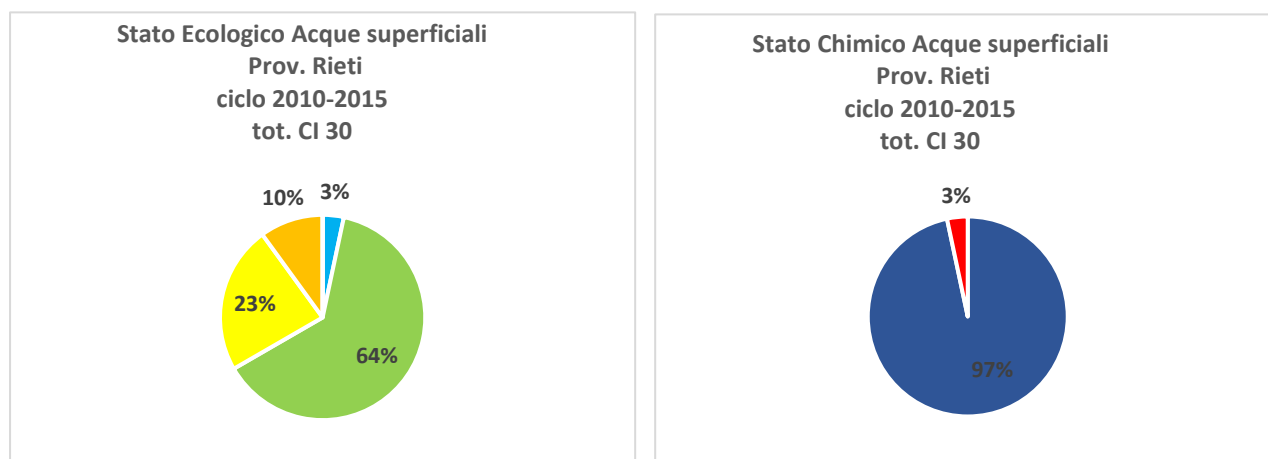 Stato Ecologico Acque superficiali
Prov. Rieti
ciclo 2010-2015
tot. CI 30
10%
3%
23%
64%
Stato Chimico Acque superficiali
Prov. Rieti
ciclo 2010-2015
tot. CI 30
3%
97%